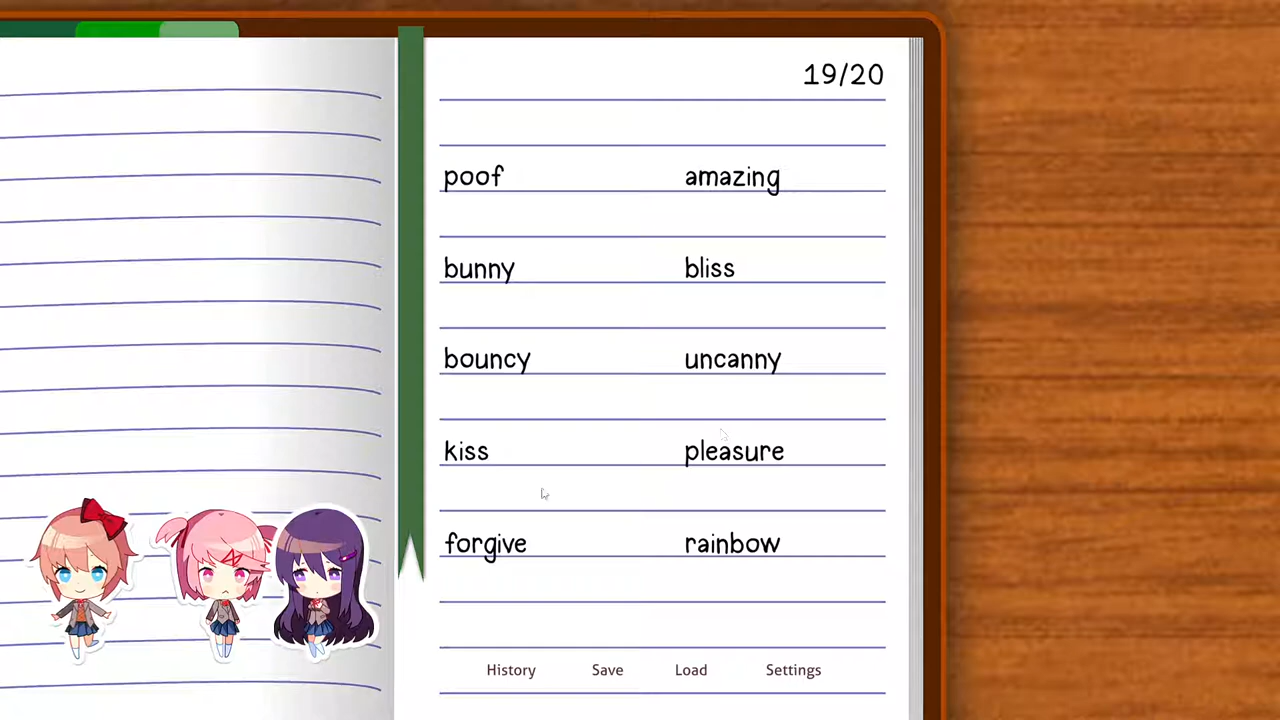 19/20
poof amazing
bunny bliss
bouncy uncanny
kiss pleasure
forgive rainbow
History Save Load Settings